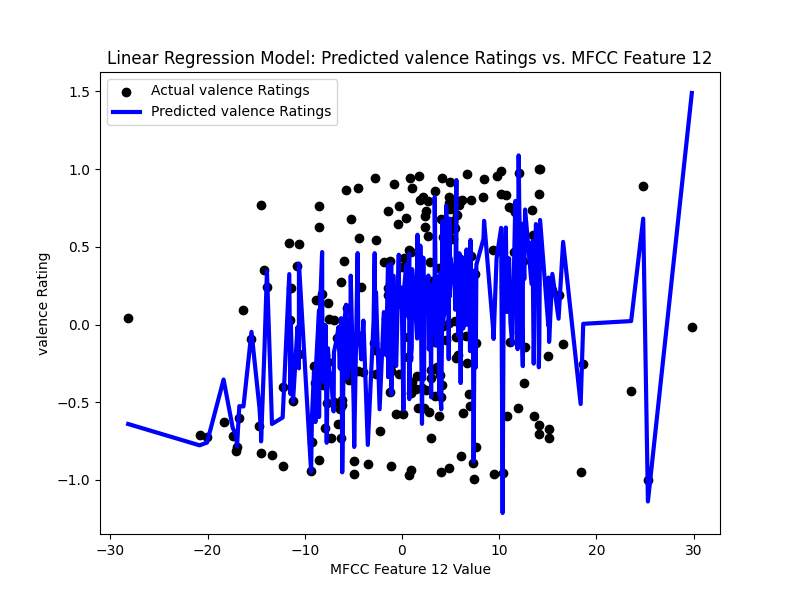 Linear Regression Model: Predicted valence Ratings vs. MFCC Feature 12
Actual valence Ratings
Predicted valence Ratings
valence Rating
1.5
1.0
0.5
0.0
−0.5
−1.0
−30 −20 −10 0 10 20 30
MFCC Feature 12 Value